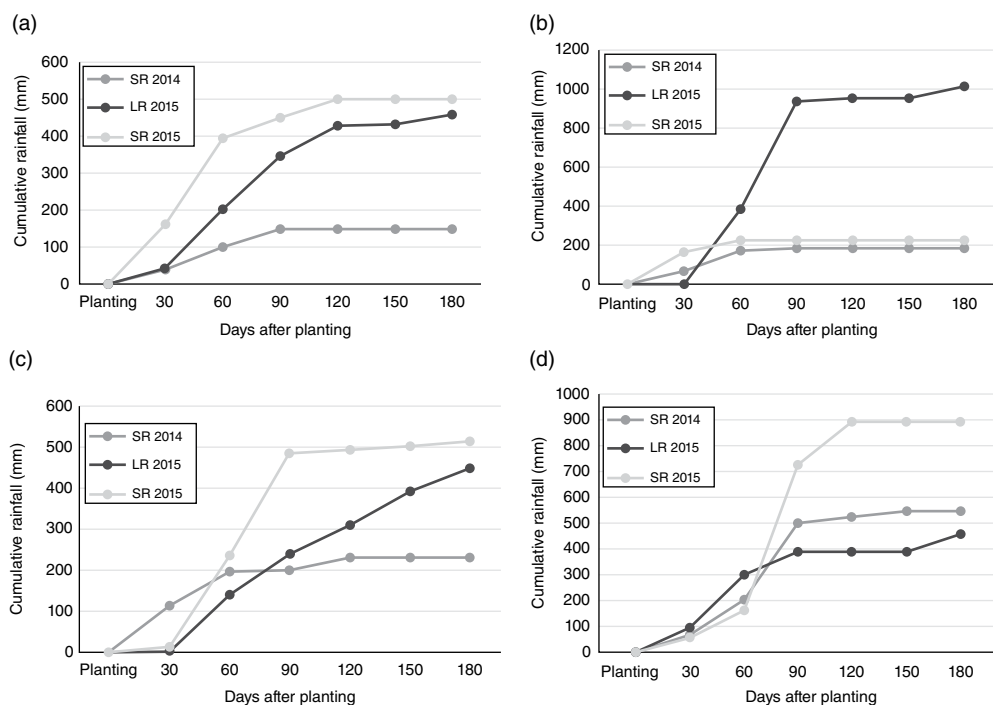 (a)
600
500
400
300
200
100
0
Cumulative rainfall (mm)
SR 2014
LR 2015
SR 2015
Planting 30 60 90 120 150 180
Days after planting
(b)
1200
1000
800
600
400
200
0
Cumulative rainfall (mm)
SR 2014
LR 2015
SR 2015
Planting 30 60 90 120 150 180
Days after planting
(c)
600
500
400
300
200
100
0
Cumulative rainfall (mm)
SR 2014
LR 2015
SR 2015
Planting 30 60 90 120 150 180
Days after planting
(d)
1000
900
800
700
600
500
400
300
200
100
0
Cumulative rainfall (mm)
SR 2014
LR 2015
SR 2015
Planting 30 60 90 120 150 180
Days after planting